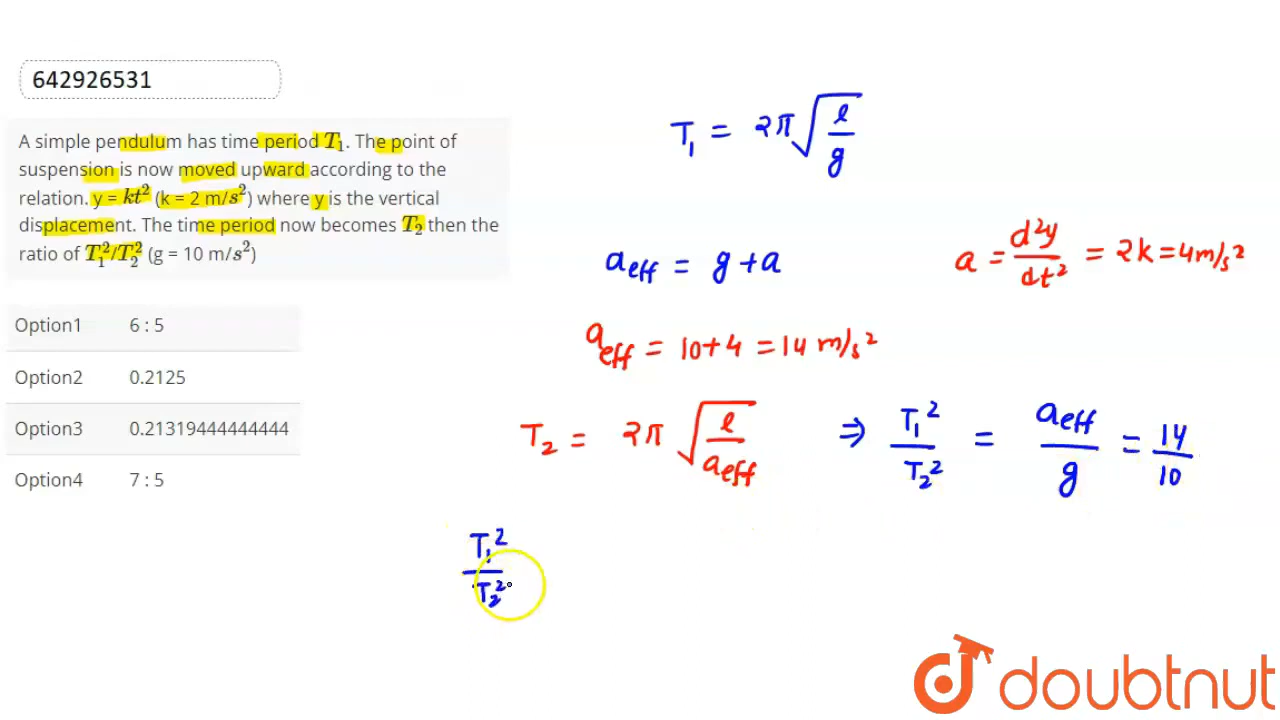 642926531
A simple pendulum has time period T₁. The point of
suspension is now moved upward according to the
relation. y = kt² (k = 2 m/s²) where y is the vertical
displacement. The time period now becomes T₂ then the
ratio of T₁²/T₂² (g = 10 m/s²)
Option1 6 : 5
Option2 0.2125
Option3 0.21319444444444
Option4 7 : 5
T₁ = 2π√(l/g)
a_eff = g + a
a = d²y/dt² = 2k = 4 m/s²
a_eff = 10 + 4 = 14 m/s²
T₂ = 2π√(l/a_eff) ⇒ T₁²/T₂² = a_eff/g = 14/10
T₁²/T₂²
doubtnut